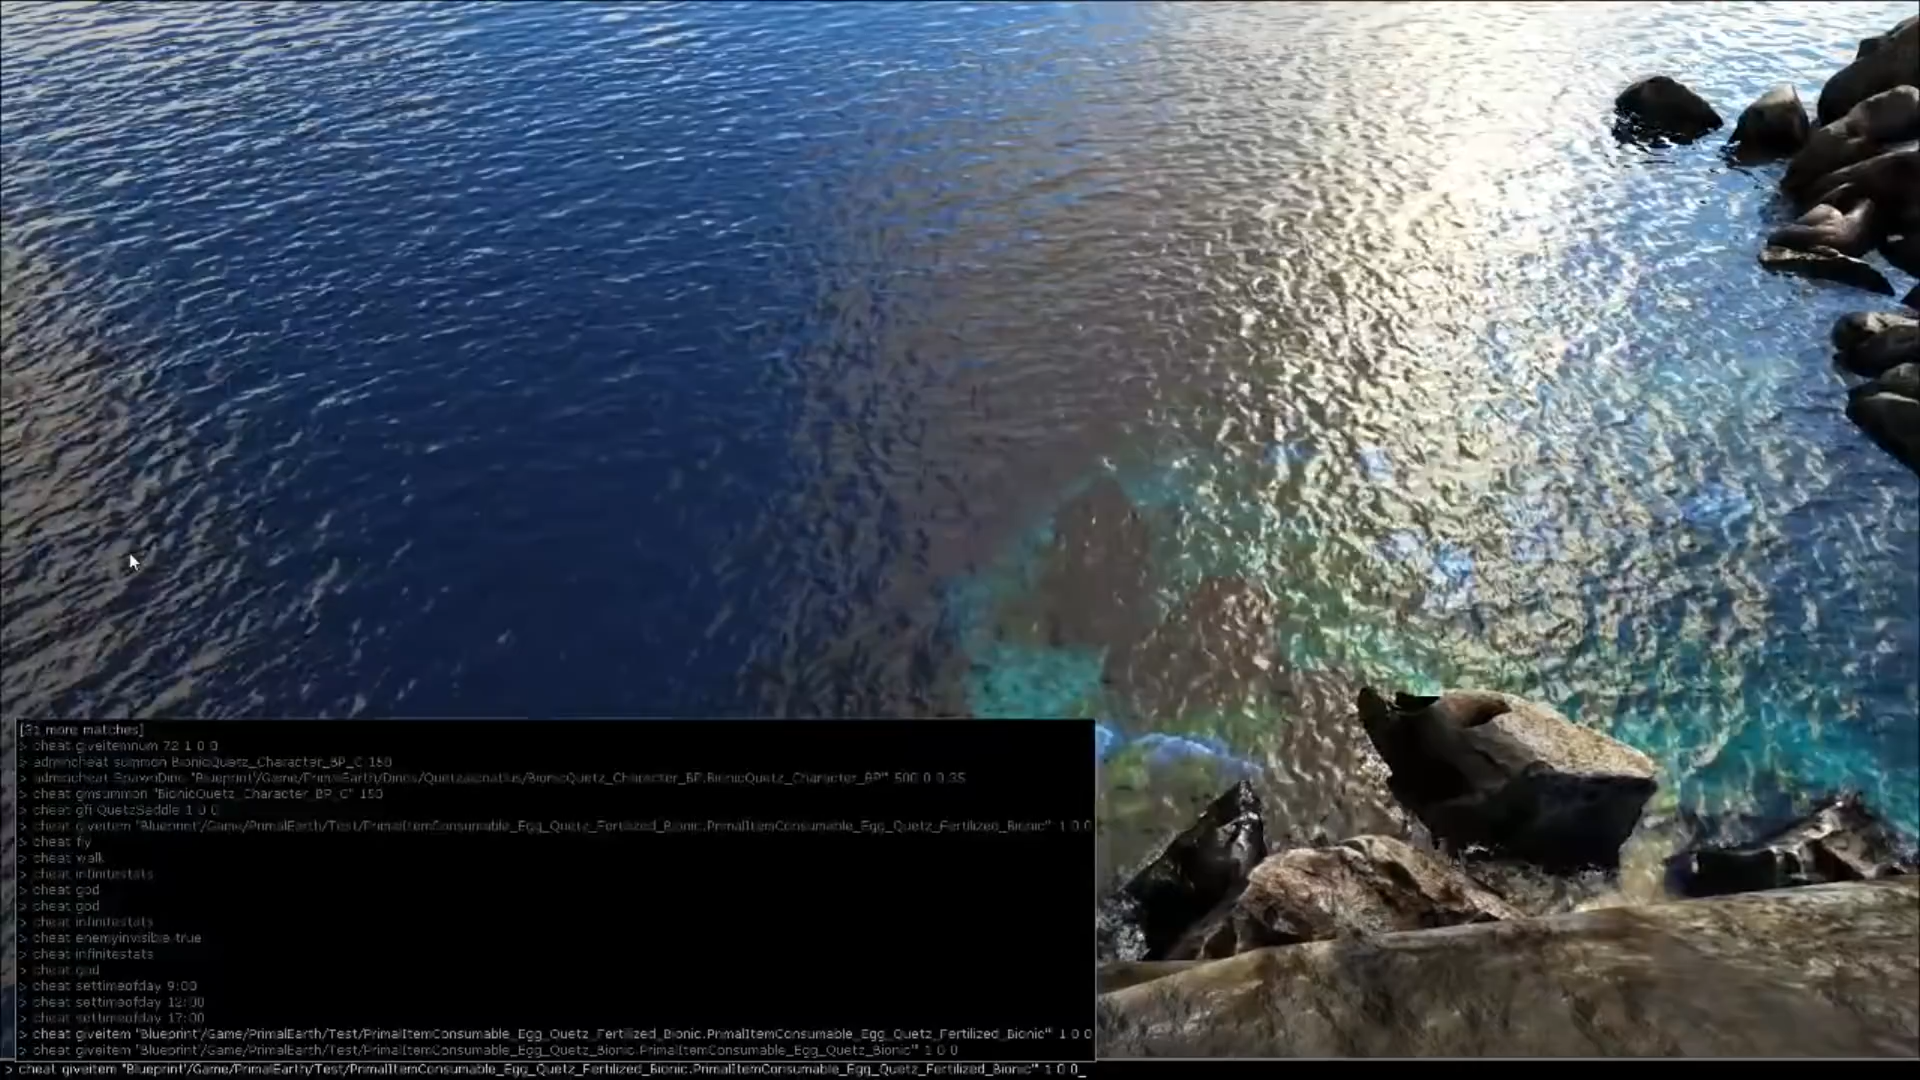 [31 more matches]
> cheat giveitemnum 72 1 0 0
> admincheat summon BionicQuetz_Character_BP_C 150
> admincheat SpawnDino "Blueprint'/Game/PrimalEarth/Dinos/Quetzalcoatlus/BionicQuetz_Character_BP.BionicQuetz_Character_BP'" 500 0 0 35
> cheat gmsummon "BionicQuetz_Character_BP_C" 150
> cheat gfi QuetzSaddle 1 0 0
> cheat giveitem "Blueprint'/Game/PrimalEarth/Test/PrimalItemConsumable_Egg_Quetz_Fertilized_Bionic.PrimalItemConsumable_Egg_Quetz_Fertilized_Bionic'" 1 0 0
> cheat fly
> cheat walk
> cheat infinitestats
> cheat god
> cheat god
> cheat infinitestats
> cheat enemyinvisible true
> cheat infinitestats
> cheat god
> cheat settimeofday 9:00
> cheat settimeofday 12:00
> cheat settimeofday 17:00
> cheat giveitem "Blueprint'/Game/PrimalEarth/Test/PrimalItemConsumable_Egg_Quetz_Fertilized_Bionic.PrimalItemConsumable_Egg_Quetz_Fertilized_Bionic'" 1 0 0
> cheat giveitem "Blueprint'/Game/PrimalEarth/Test/PrimalItemConsumable_Egg_Quetz_Bionic.PrimalItemConsumable_Egg_Quetz_Bionic'" 1 0 0
> cheat giveitem "Blueprint'/Game/PrimalEarth/Test/PrimalItemConsumable_Egg_Quetz_Fertilized_Bionic.PrimalItemConsumable_Egg_Quetz_Fertilized_Bionic'" 1 0 0_